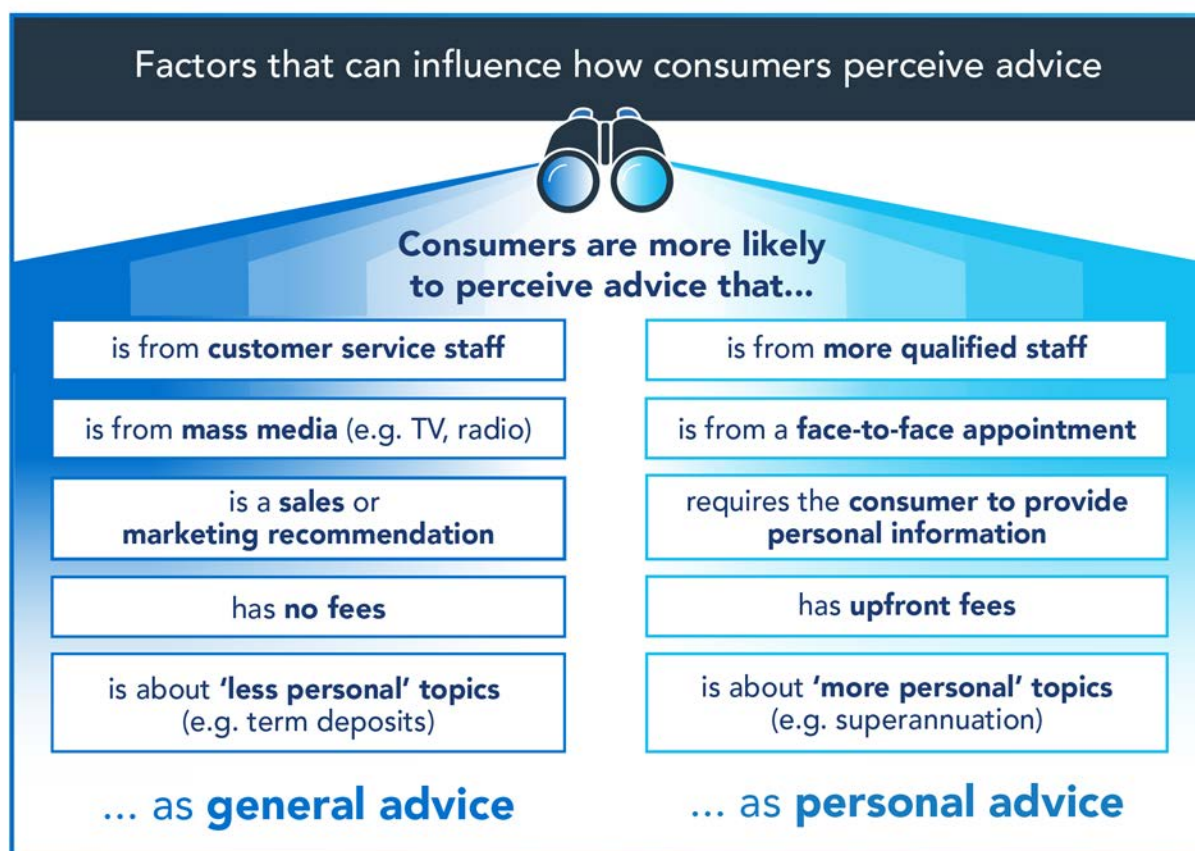 Factors that can influence how consumers perceive advice
Consumers are more likely
to perceive advice that...
is from customer service staff
is from mass media (e.g. TV, radio)
is a sales or
marketing recommendation
has no fees
is about ‘less personal’ topics
(e.g. term deposits)
... as general advice
is from more qualified staff
is from a face-to-face appointment
requires the consumer to provide
personal information
has upfront fees
is about ‘more personal’ topics
(e.g. superannuation)
... as personal advice